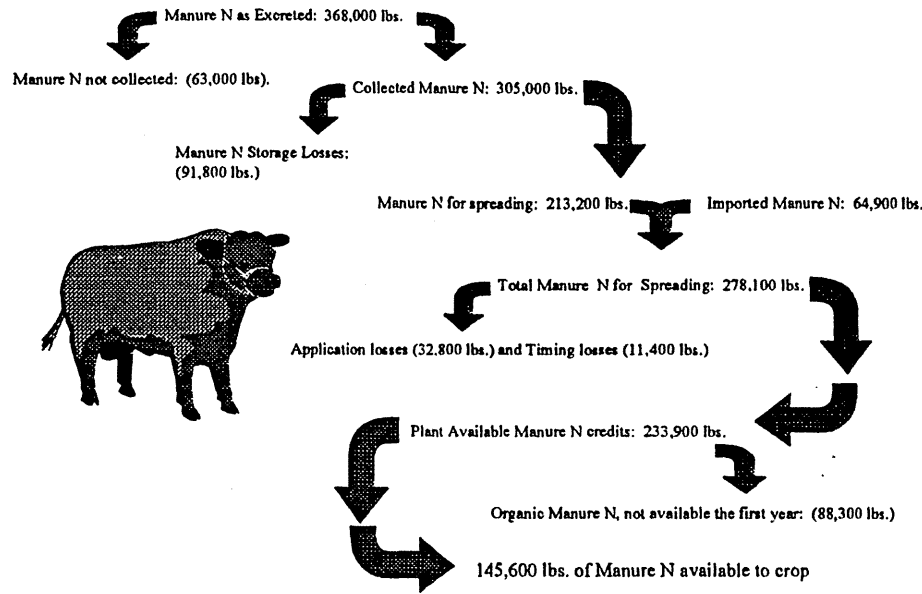 Manure N as Excreted: 368,000 lbs.
Manure N not collected: (63,000 lbs).
Collected Manure N: 305,000 lbs.
Manure N Storage Losses:
(91,800 lbs.)
Manure N for spreading: 213,200 lbs.
Imported Manure N: 64,900 lbs.
Total Manure N for Spreading: 278,100 lbs.
Application losses (32,800 lbs.) and Timing losses (11,400 lbs.)
Plant Available Manure N credits: 233,900 lbs.
Organic Manure N, not available the first year: (88,300 lbs.)
145,600 lbs. of Manure N available to crop